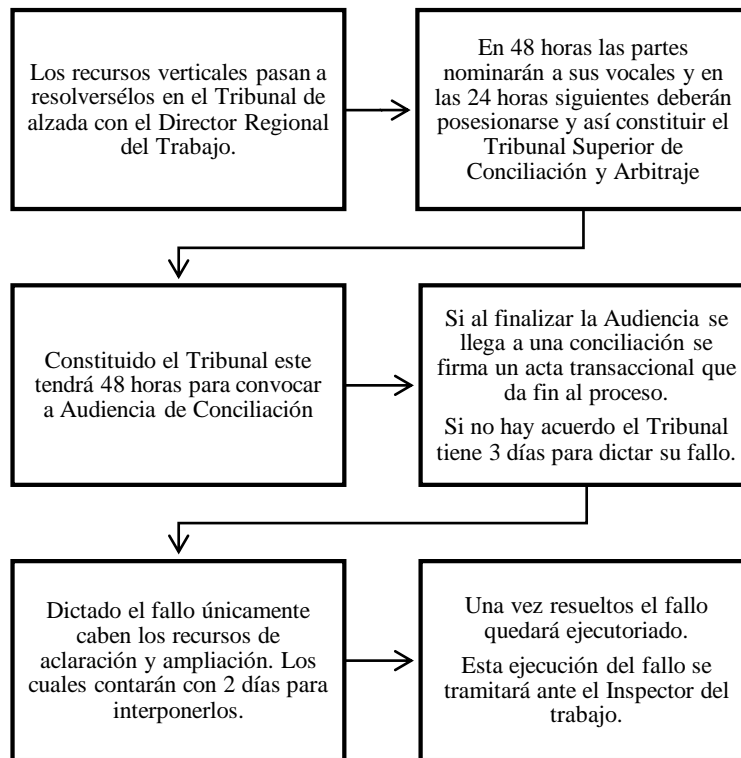 Los recursos verticales pasan a
resolversélos en el Tribunal de
alzada con el Director Regional
del Trabajo.
En 48 horas las partes
nominarán a sus vocales y en
las 24 horas siguientes deberán
posesionarse y así constituir el
Tribunal Superior de
Conciliación y Arbitraje
Constituido el Tribunal este
tendrá 48 horas para convocar
a Audiencia de Conciliación
Si al finalizar la Audiencia se
llega a una conciliación se
firma un acta transaccional que
da fin al proceso.
Si no hay acuerdo el Tribunal
tiene 3 días para dictar su fallo.
Dictado el fallo únicamente
caben los recursos de
aclaración y ampliación. Los
cuales contarán con 2 días para
interponerlos.
Una vez resueltos el fallo
quedará ejecutoriado.
Esta ejecución del fallo se
tramitará ante el Inspector del
trabajo.